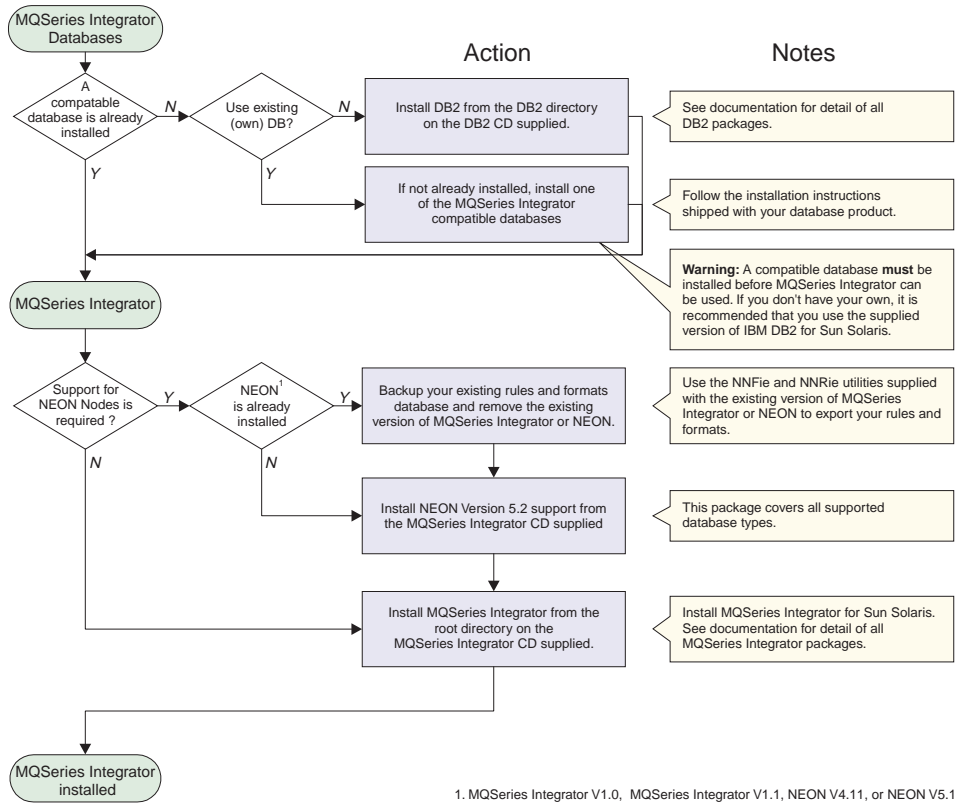 MQSeries Integrator
Databases
Action
Notes
A
compatable
database is already
installed
N
Use existing
(own) DB?
N
Install DB2 from the DB2 directory
on the DB2 CD supplied.
See documentation for detail of all
DB2 packages.
Y
Y
If not already installed, install one
of the MQSeries Integrator
compatible databases
Follow the installation instructions
shipped with your database product.
Warning: A compatible database must be
installed before MQSeries Integrator can
be used. If you don't have your own, it is
recommended that you use the supplied
version of IBM DB2 for Sun Solaris.
MQSeries Integrator
Support for
NEON Nodes is
required ?
Y
NEON1
is already
installed
Y
Backup your existing rules and formats
database and remove the existing
version of MQSeries Integrator or NEON.
Use the NNFie and NNRie utilities supplied
with the existing version of MQSeries
Integrator or NEON to export your rules and
formats.
N
N
Install NEON Version 5.2 support from
the MQSeries Integrator CD supplied
This package covers all supported
database types.
Install MQSeries Integrator from the
root directory on the
MQSeries Integrator CD supplied.
Install MQSeries Integrator for Sun Solaris.
See documentation for detail of all
MQSeries Integrator packages.
MQSeries Integrator
installed
1. MQSeries Integrator V1.0, MQSeries Integrator V1.1, NEON V4.11, or NEON V5.1